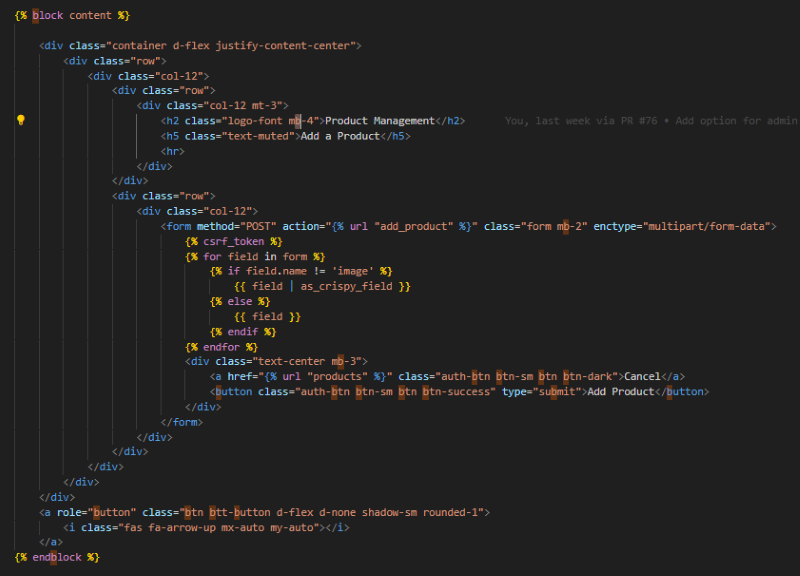 {% block content %}
<div class="container d-flex justify-content-center">
<div class="row">
<div class="col-12">
<div class="row">
<div class="col-12 mt-3">
<h2 class="logo-font mb-4">Product Management</h2> You, last week via PR #76 • Add option for admin
<h5 class="text-muted">Add a Product</h5>
<hr>
</div>
</div>
<div class="row">
<div class="col-12">
<form method="POST" action="{% url "add_product" %}" class="form mb-2" enctype="multipart/form-data">
{% csrf_token %}
{% for field in form %}
{% if field.name != 'image' %}
{{ field | as_crispy_field }}
{% else %}
{{ field }}
{% endif %}
{% endfor %}
<div class="text-center mb-3">
<a href="{% url "products" %}" class="auth-btn btn-sm btn btn-dark">Cancel</a>
<button class="auth-btn btn-sm btn btn-success" type="submit">Add Product</button>
</div>
</form>
</div>
</div>
</div>
</div>
</div>
<a role="button" class="btn btt-button d-flex d-none shadow-sm rounded-1">
<i class="fas fa-arrow-up mx-auto my-auto"></i>
</a>
{% endblock %}